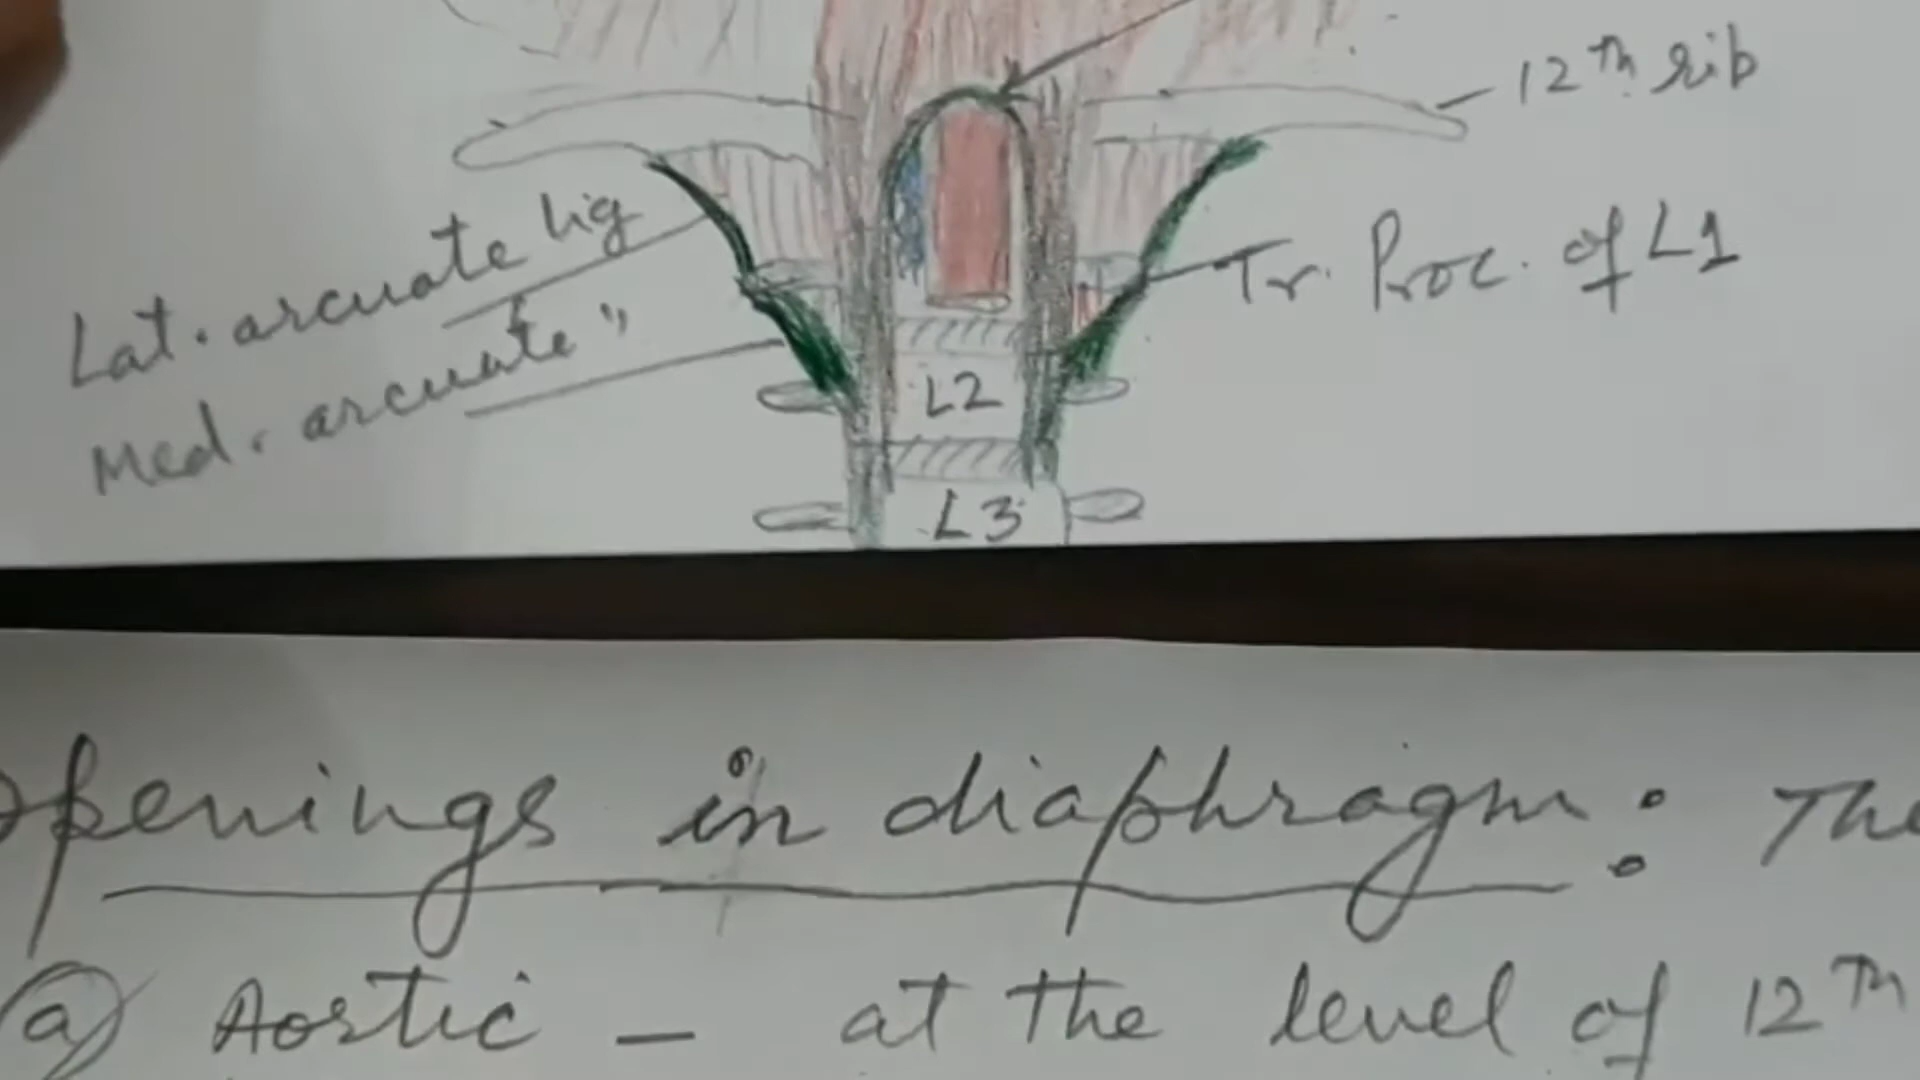 12th rib
Lat. arcuate lig
Tr. Proc. of L1
Med. arcuate "
L2
L3
Openings in diaphragm: The
a) Aortic - at the level of 12th